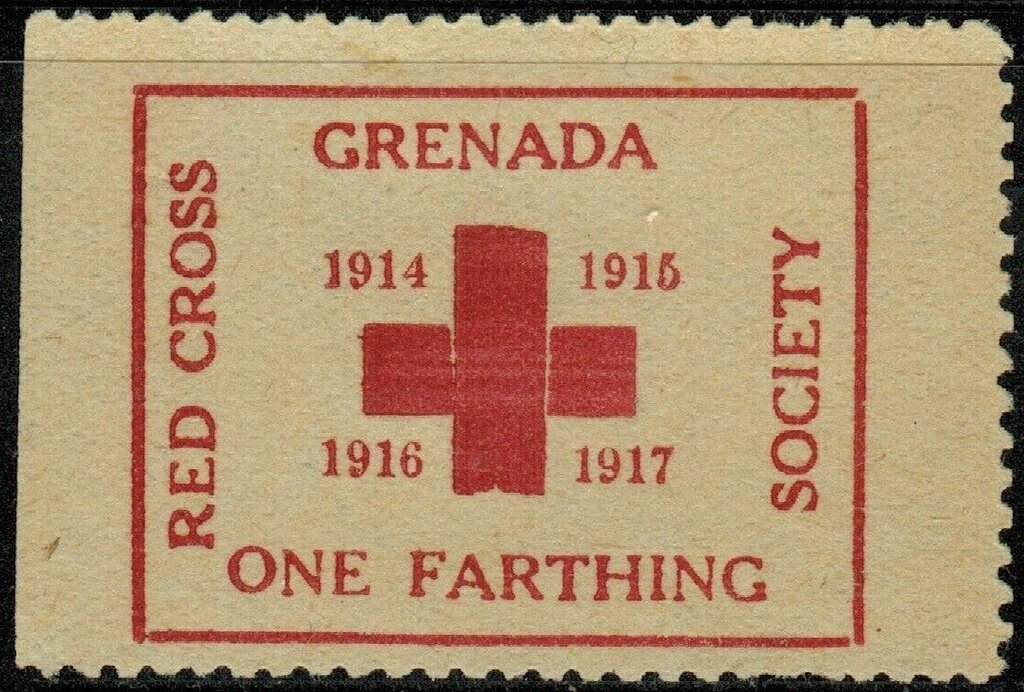 GRENADA
RED CROSS
1914 1915
1916 1917
SOCIETY
ONE FARTHING